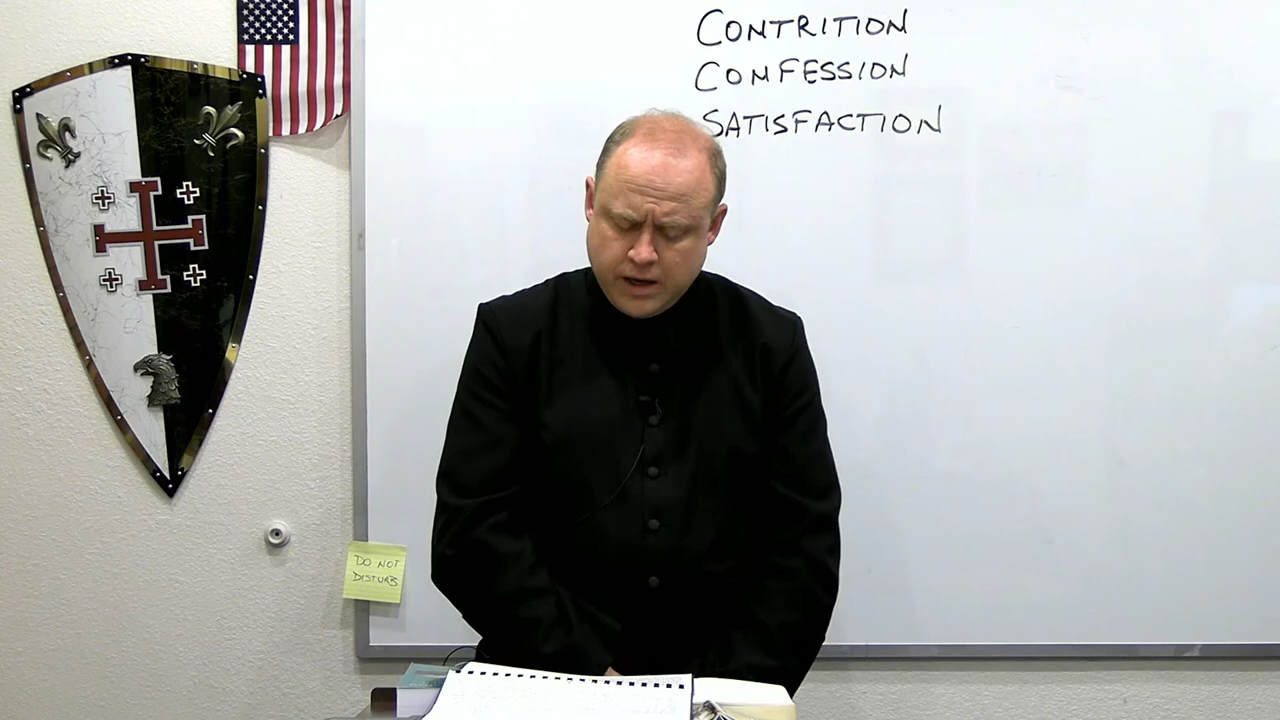 CONTRITION
CONFESSION
SATISFACTION
DO NOT
DISTURB